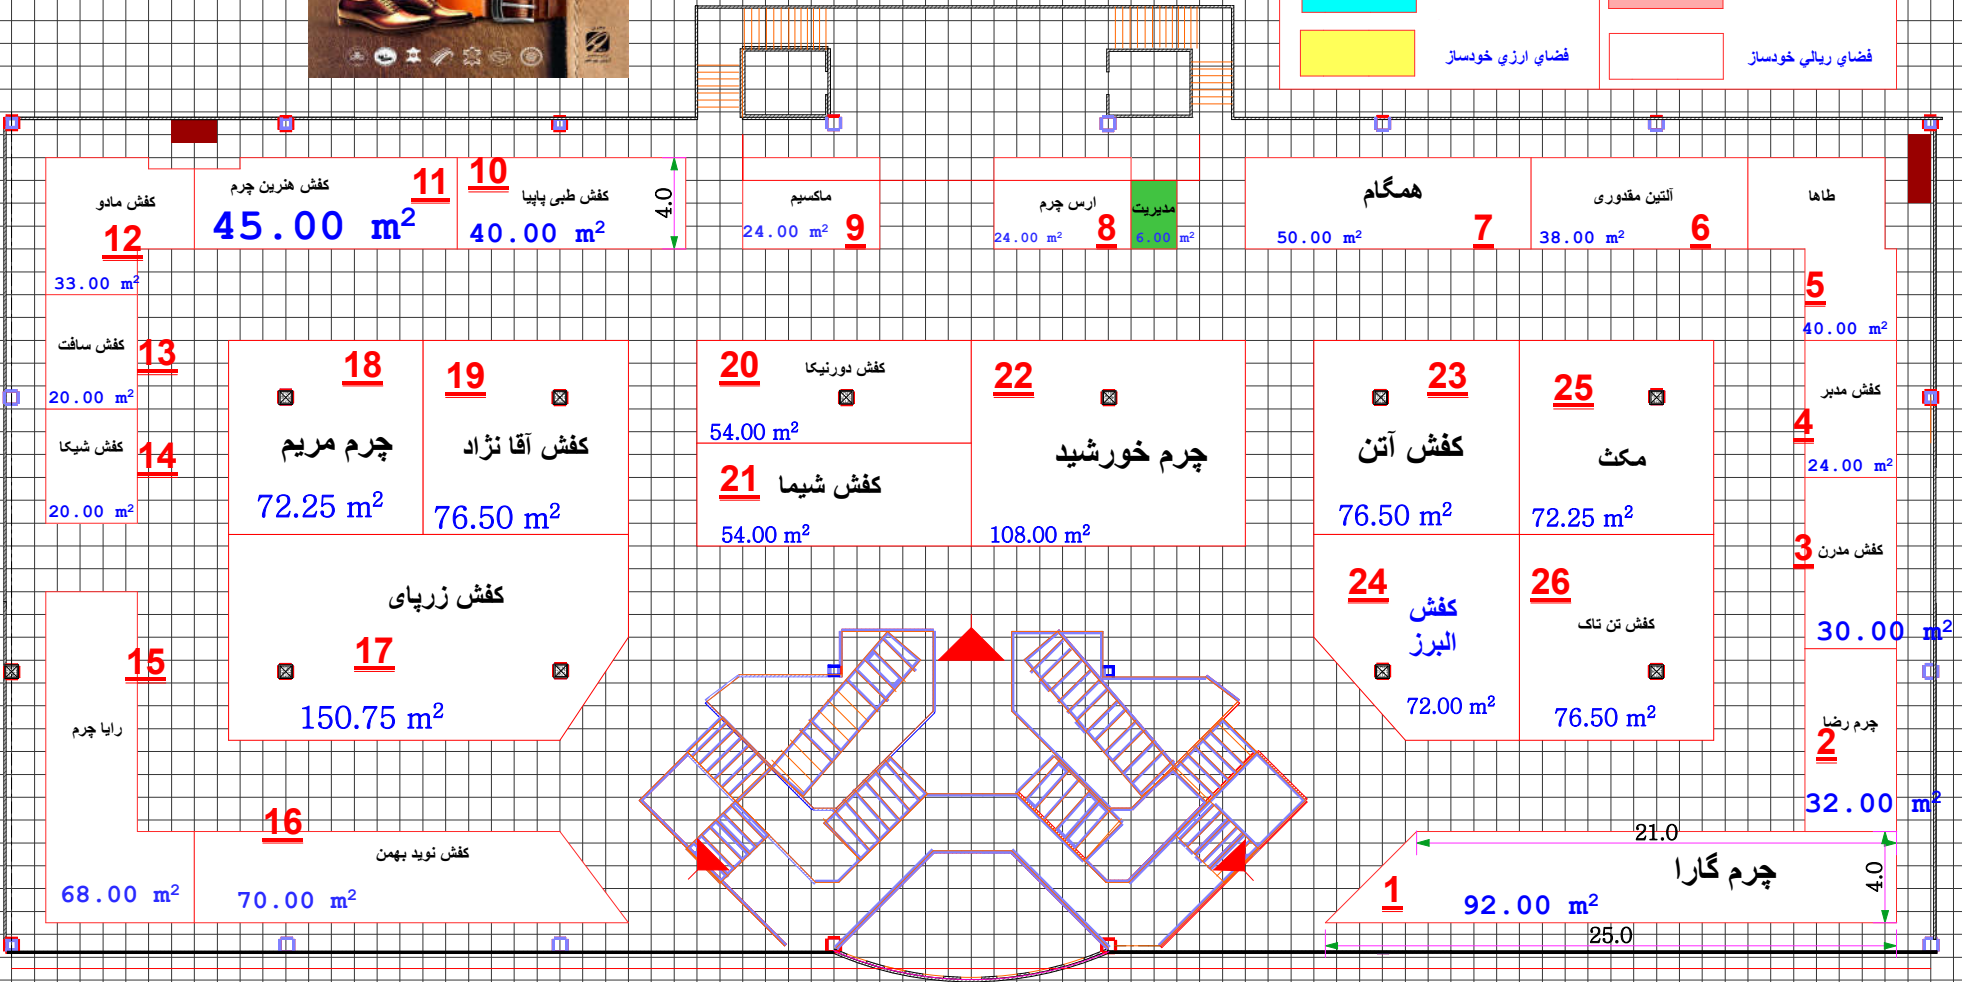 فضاي ارزي خودساز
فضاي ريالي خودساز
کفش مادو
12
33.00 m²
کفش هنرین چرم
11
45.00 m²
10
کفش طبی پاپیا
40.00 m²
4.0
ماکسیم
24.00 m²
9
ارس چرم
24.00 m²
8
مدیریت
6.00 m²
همگام
50.00 m²
7
آلتین مقدوری
38.00 m²
6
طاها
5
40.00 m²
کفش سافت
13
20.00 m²
کفش شیکا
14
20.00 m²
18
چرم مریم
72.25 m²
19
کفش آقا نژاد
76.50 m²
20
کفش دورنیکا
54.00 m²
21
کفش شیما
54.00 m²
22
چرم خورشید
108.00 m²
23
کفش آتن
76.50 m²
25
مکث
72.25 m²
کفش مدبر
4
24.00 m²
3
کفش مدرن
30.00 m²
کفش زرپای
17
150.75 m²
24
کفش
البرز
72.00 m²
26
کفش تن تاک
76.50 m²
چرم رضا
2
32.00 m²
15
رایا چرم
68.00 m²
16
کفش نوید بهمن
70.00 m²
21.0
چرم گارا
1
92.00 m²
4.0
25.0